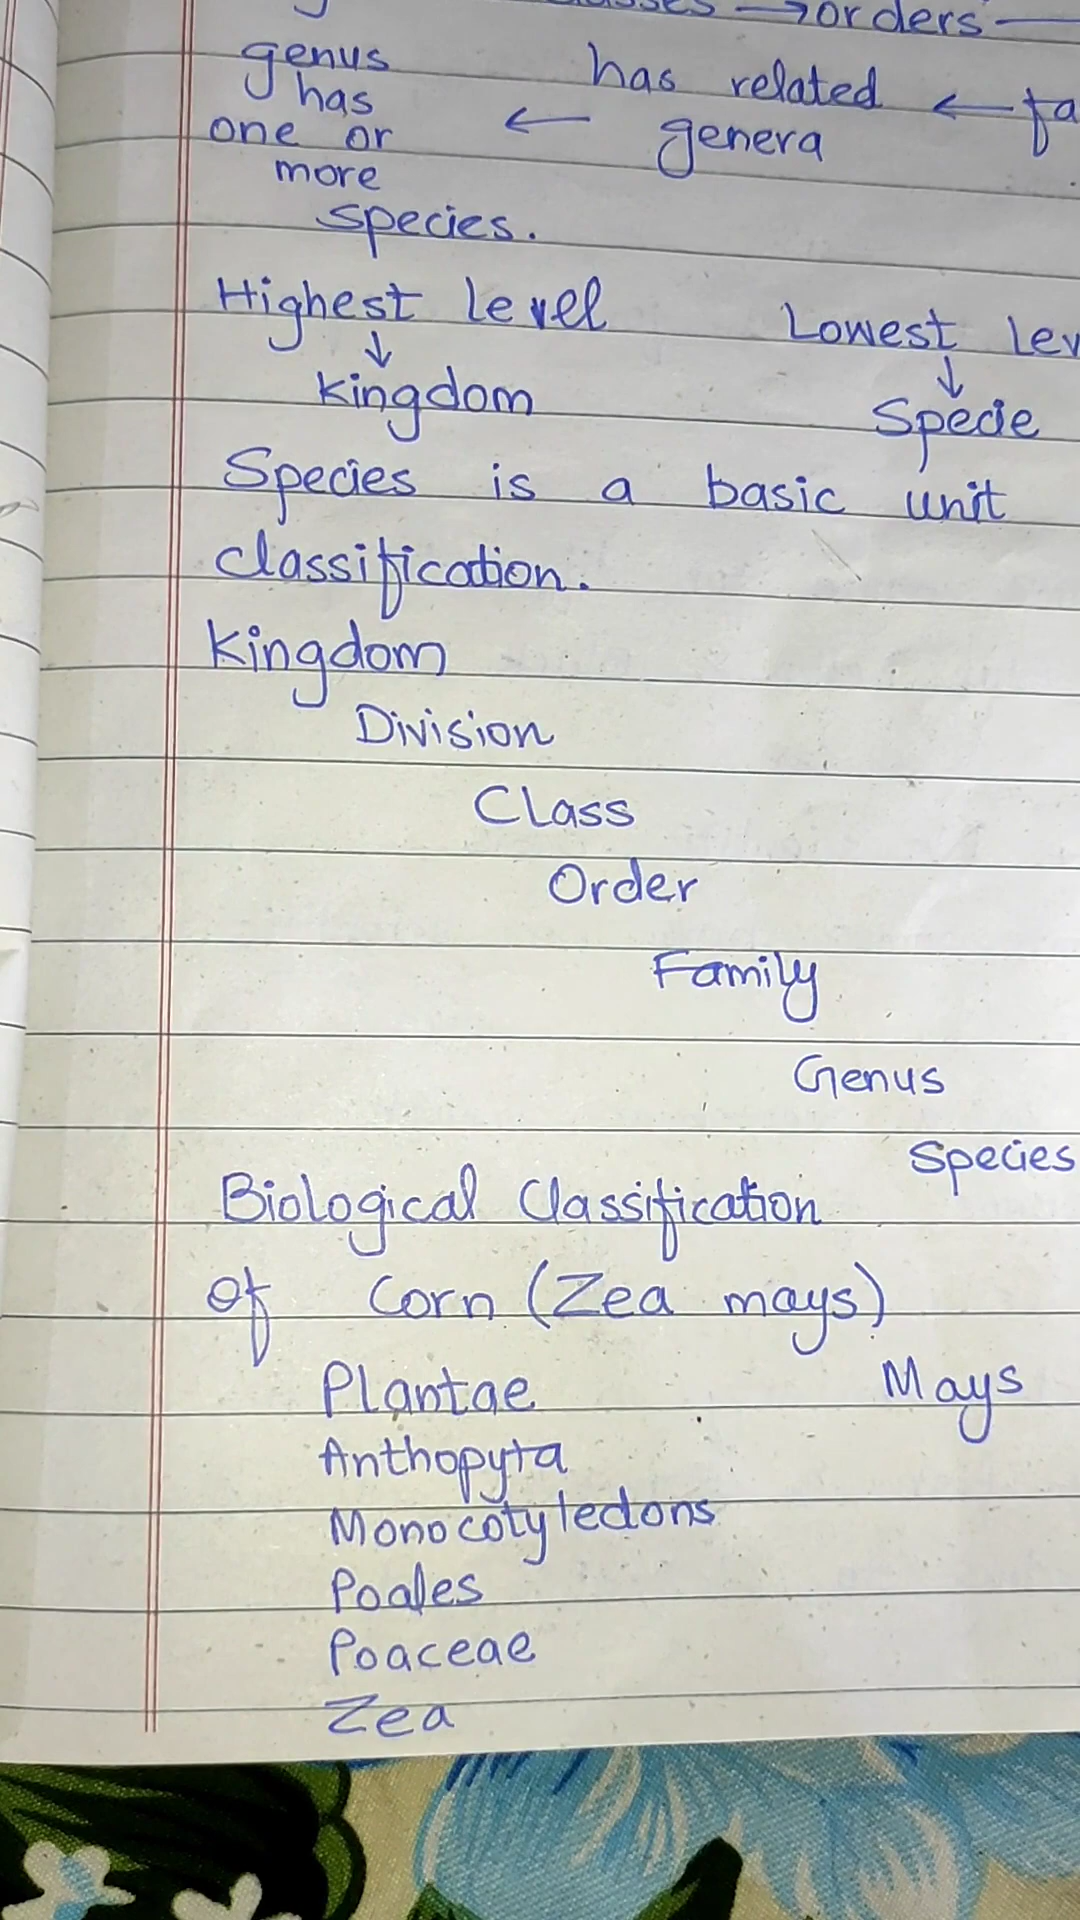 → orders
genus has related ← fa
has ← genera
one or
more
species.
Highest level Lowest Lev
↓ ↓
Kingdom Specie
Species is a basic unit
classification.
Kingdom
Division
Class
Order
Family
Genus
Species
Biological Classification
of Corn (Zea mays)
Plantae Mays
Anthopyta
Monocotyledons
Poales
Poaceae
Zea